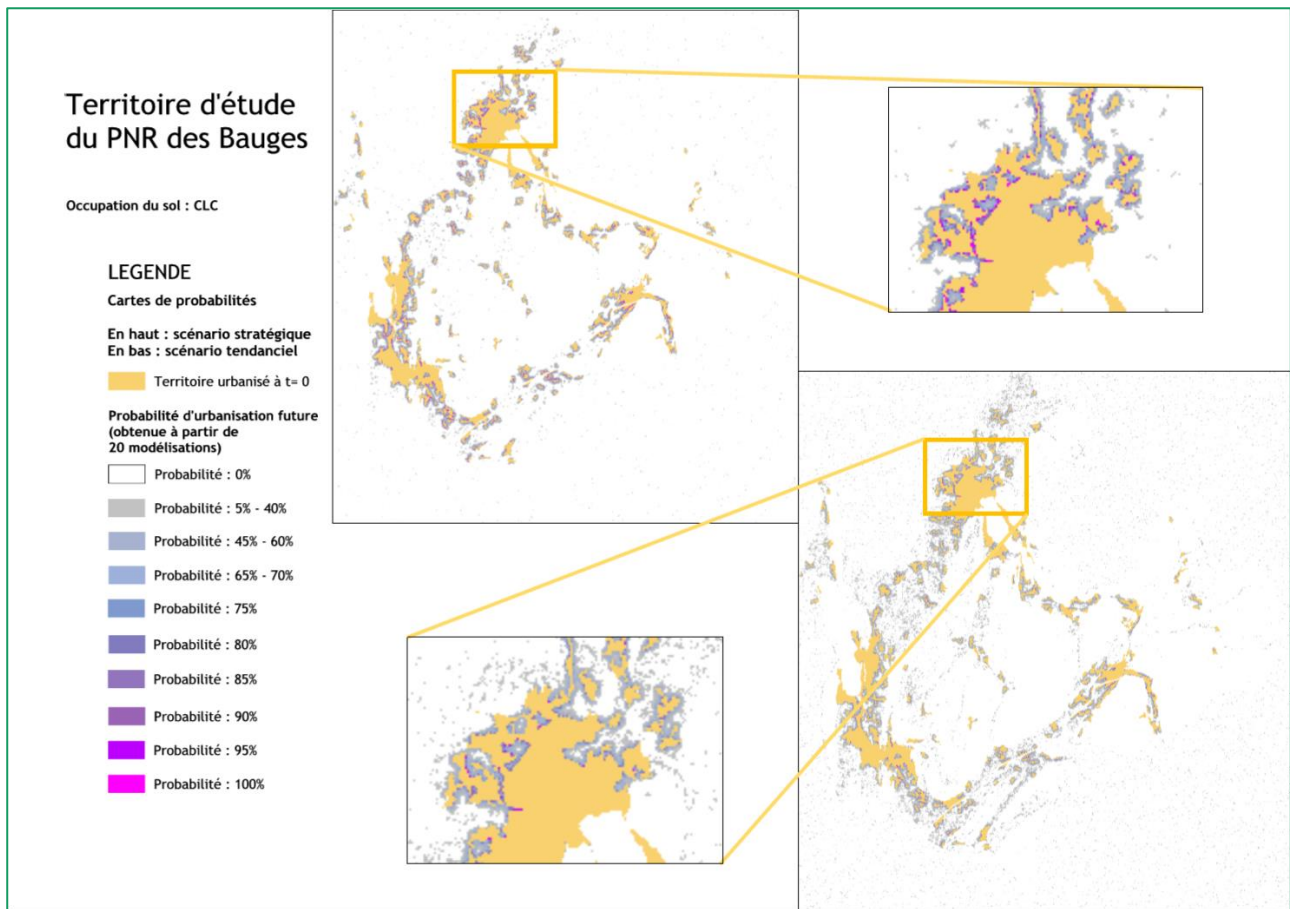 Territoire d'étude
du PNR des Bauges
Occupation du sol : CLC
LEGENDE
Cartes de probabilités
En haut : scénario stratégique
En bas : scénario tendanciel
Territoire urbanisé à t= 0
Probabilité d'urbanisation future
(obtenue à partir de
20 modélisations)
Probabilité : 0%
Probabilité : 5% - 40%
Probabilité : 45% - 60%
Probabilité : 65% - 70%
Probabilité : 75%
Probabilité : 80%
Probabilité : 85%
Probabilité : 90%
Probabilité : 95%
Probabilité : 100%